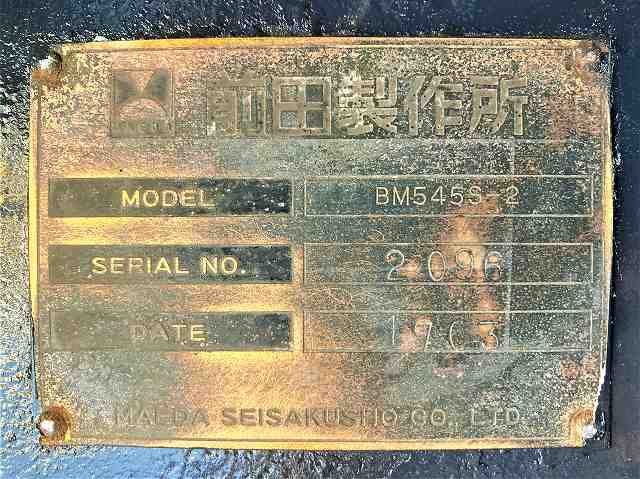 前田製作所
MODEL BM545S-2
SERIAL NO. 2096
DATE
MAEDA SEISAKUSHO CO., LTD.